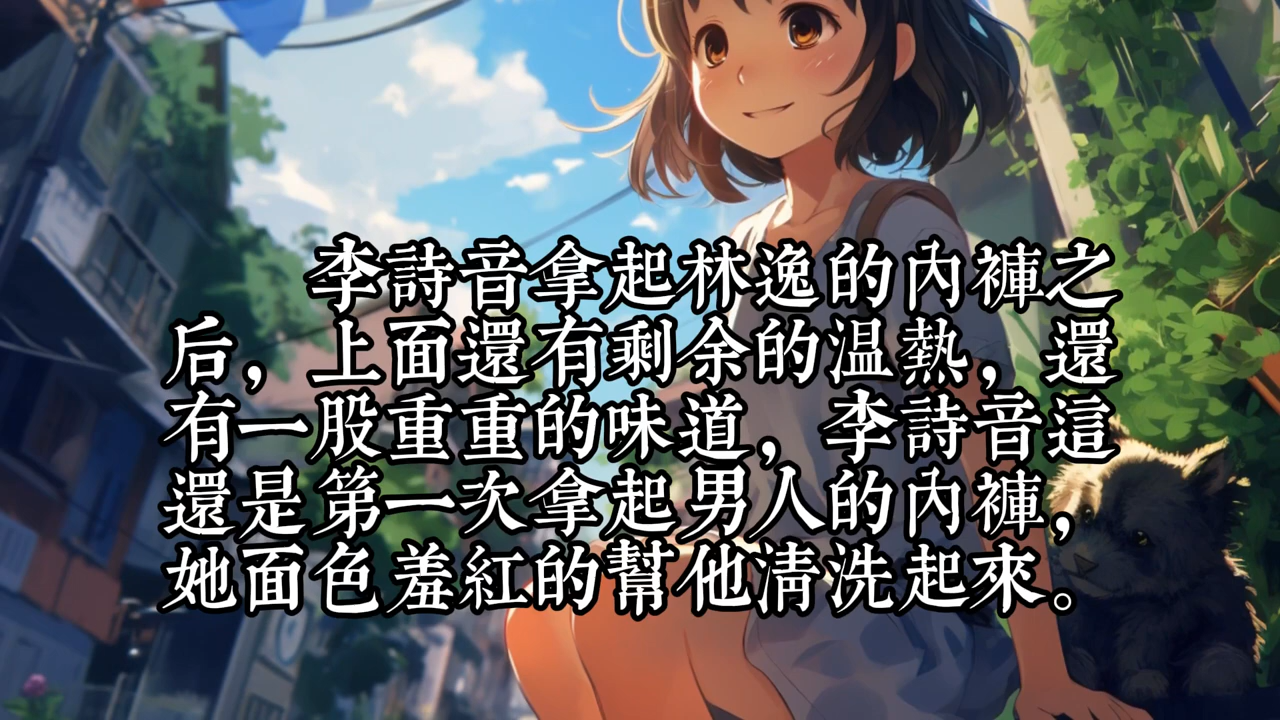 李詩音拿起林逸的內褲之
后，上面還有剩余的温熱，還
有一股重重的味道，李詩音這
還是第一次拿起男人的內褲，
她面色羞紅的幫他清洗起來。